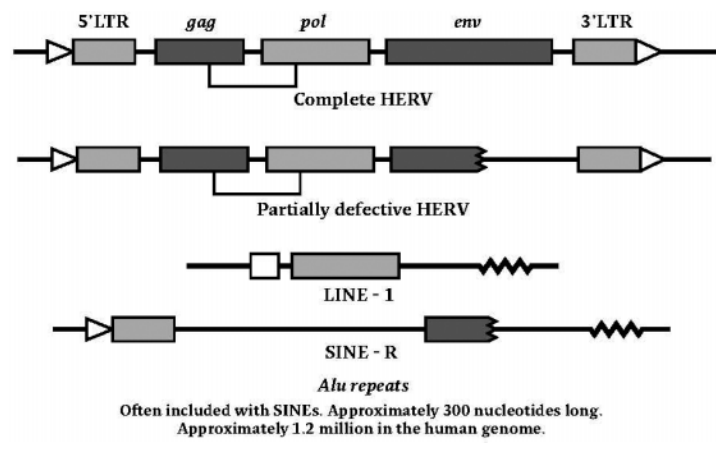 5'LTR gag pol env 3'LTR
Complete HERV
Partially defective HERV
LINE - 1
SINE - R
Alu repeats
Often included with SINEs. Approximately 300 nucleotides long.
Approximately 1.2 million in the human genome.